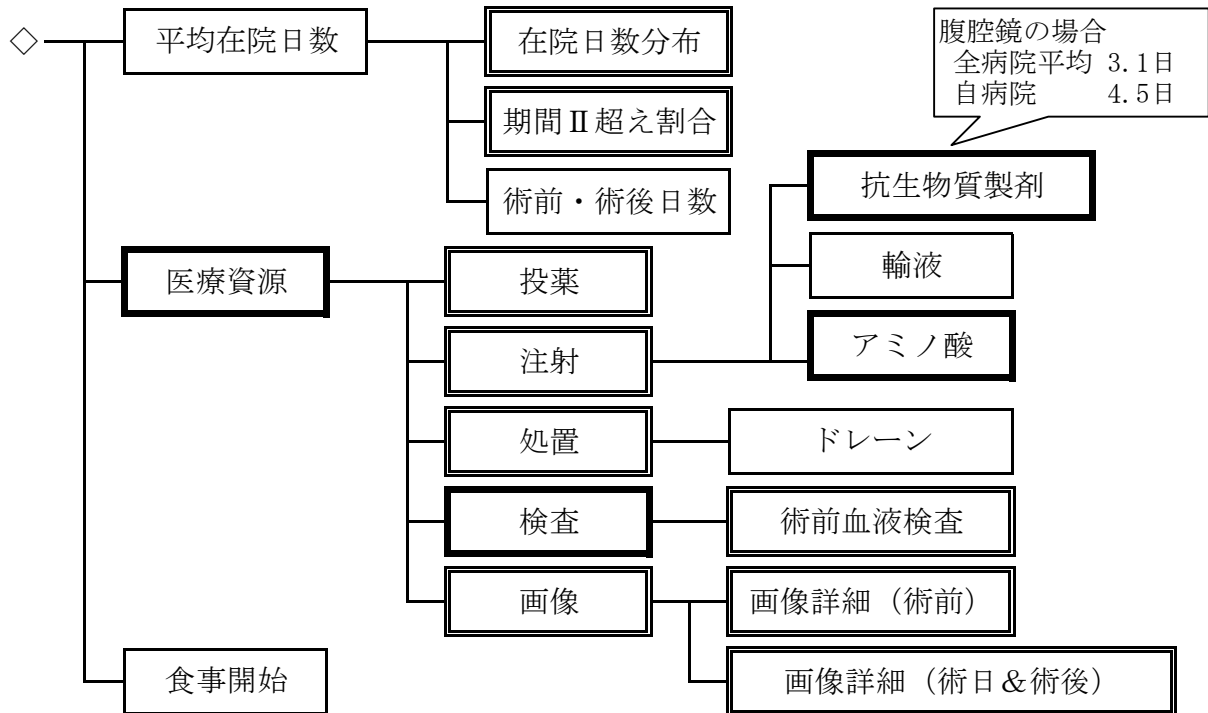 ◇
平均在院日数
在院日数分布
腹腔鏡の場合
全病院平均 3.1日
自病院 4.5日
期間Ⅱ超え割合
抗生物質製剤
術前・術後日数
輸液
医療資源
投薬
注射
アミノ酸
処置
ドレーン
検査
術前血液検査
画像
画像詳細(術前)
食事開始
画像詳細(術日&術後)